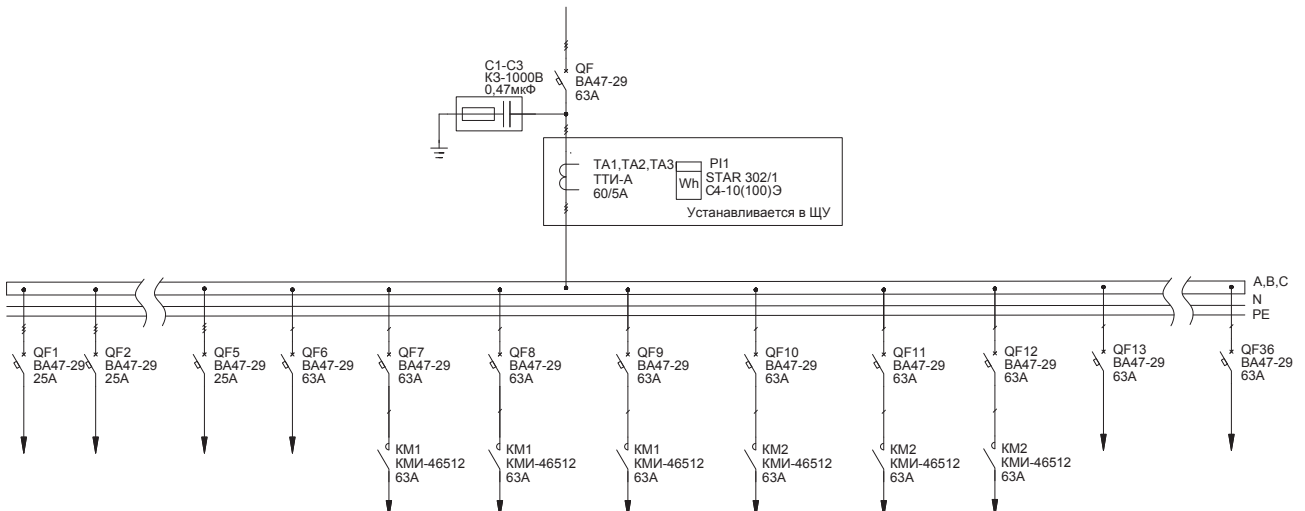 C1-C3
КЗ-1000В
0,47мкФ
QF
ВА47-29
63А
ТА1,ТА2,ТА3
ТТИ-А
60/5А
Wh
PI1
STAR 302/1
С4-10(100)Э
Устанавливается в ЩУ
A,B,C
N
PE
QF1
ВА47-29
25А
QF2
ВА47-29
25А
QF5
ВА47-29
25А
QF6
ВА47-29
63А
QF7
ВА47-29
63А
QF8
ВА47-29
63А
QF9
ВА47-29
63А
QF10
ВА47-29
63А
QF11
ВА47-29
63А
QF12
ВА47-29
63А
QF13
ВА47-29
63А
QF36
ВА47-29
63А
КМ1
КМИ-46512
63А
КМ1
КМИ-46512
63А
КМ1
КМИ-46512
63А
КМ2
КМИ-46512
63А
КМ2
КМИ-46512
63А
КМ2
КМИ-46512
63А